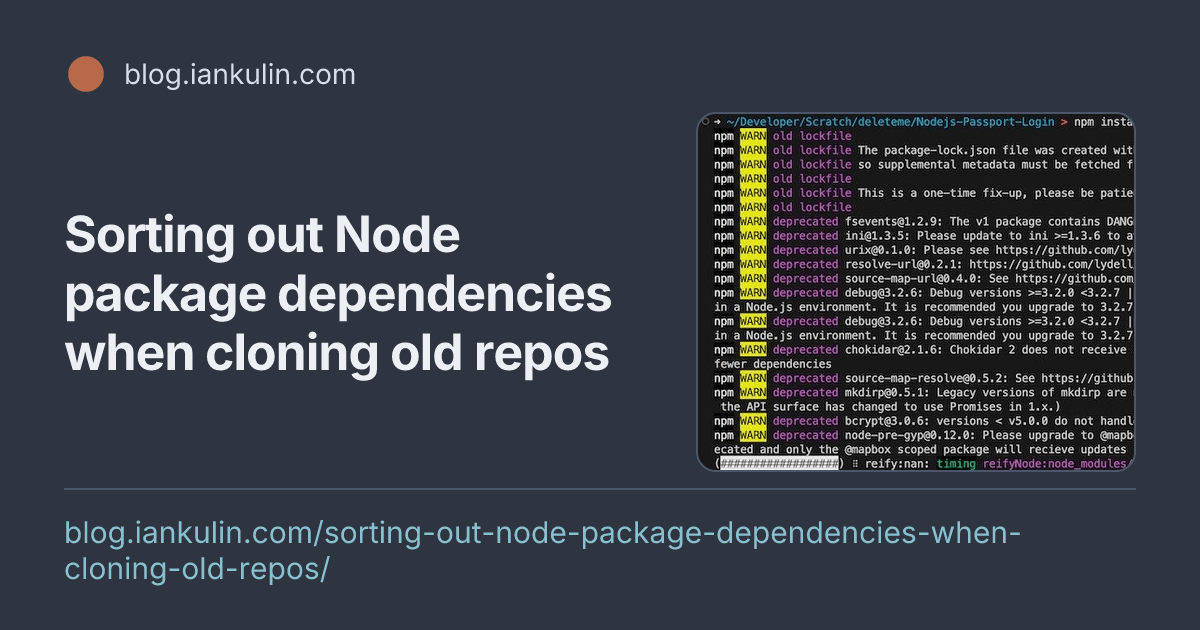 blog.iankulin.com
Sorting out Node
package dependencies
when cloning old repos
➜ ~/Developer/Scratch/deleteme/Nodejs-Passport-Login > npm insta
npm WARN old lockfile
npm WARN old lockfile The package-lock.json file was created wit
npm WARN old lockfile so supplemental metadata must be fetched f
npm WARN old lockfile
npm WARN old lockfile This is a one-time fix-up, please be patie
npm WARN old lockfile
npm WARN deprecated fsevents@1.2.9: The v1 package contains DANG
npm WARN deprecated ini@1.3.5: Please update to ini >=1.3.6 to a
npm WARN deprecated urix@0.1.0: Please see https://github.com/ly
npm WARN deprecated resolve-url@0.2.1: https://github.com/lydell
npm WARN deprecated source-map-url@0.4.0: See https://github.com
npm WARN deprecated debug@3.2.6: Debug versions >=3.2.0 <3.2.7 |
in a Node.js environment. It is recommended you upgrade to 3.2.7
npm WARN deprecated debug@3.2.6: Debug versions >=3.2.0 <3.2.7 |
in a Node.js environment. It is recommended you upgrade to 3.2.7
npm WARN deprecated chokidar@2.1.6: Chokidar 2 does not receive
fewer dependencies
npm WARN deprecated source-map-resolve@0.5.2: See https://github
npm WARN deprecated mkdirp@0.5.1: Legacy versions of mkdirp are
the API surface has changed to use Promises in 1.x.)
npm WARN deprecated bcrypt@3.0.6: versions < v5.0.0 do not handl
npm WARN deprecated node-pre-gyp@0.12.0: Please upgrade to @mapb
ecated and only the @mapbox scoped package will recieve updates
(##################) ⠿ reify:nan: timing reifyNode:node_modules/
blog.iankulin.com/sorting-out-node-package-dependencies-when-
cloning-old-repos/